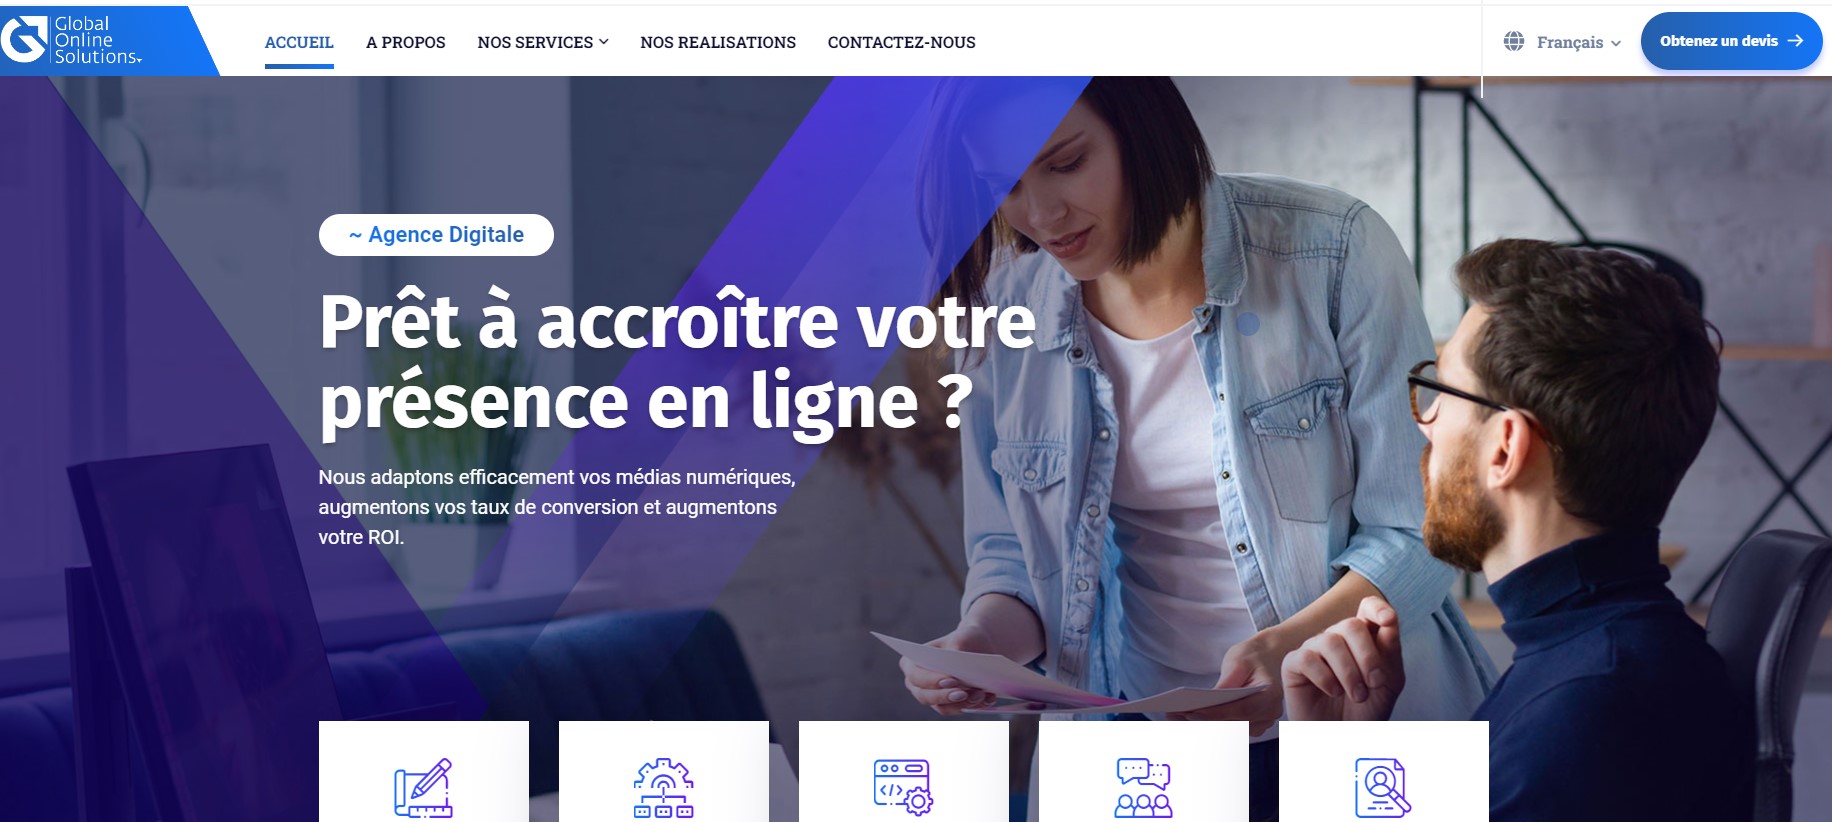 Global
Online
Solutions
ACCUEIL
A PROPOS
NOS SERVICES
NOS REALISATIONS
CONTACTEZ-NOUS
Français
Obtenez un devis →
~ Agence Digitale
Prêt à accroître votre
présence en ligne ?
Nous adaptons efficacement vos médias numériques,
augmentons vos taux de conversion et augmentons
votre ROI.